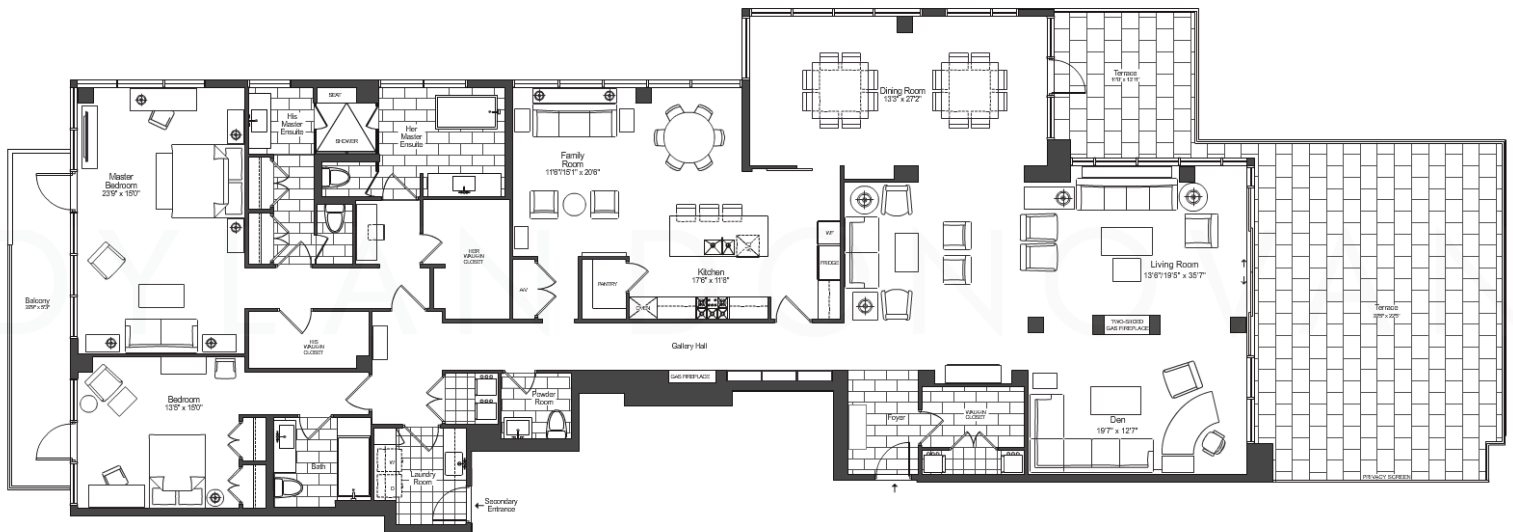 DYLAN DONOVAN
Balcony
Master
Bedroom
23'9" x 15'0"
His
Master
Ensuite
SEAT
SHOWER
Her
Master
Ensuite
HER
WALK-IN
CLOSET
HIS
WALK-IN
CLOSET
Bedroom
13'5" x 15'0"
Bath
Laundry
Room
W
D
Secondary
Entrance
Powder
Room
Family
Room
11'6"/15'1" x 20'6"
A/V
PANTRY
OVEN
Kitchen
17'6" x 11'8"
WF
FRIDGE
Gallery Hall
GAS FIREPLACE
Dining Room
13'3" x 27'2"
Terrace
Living Room
13'6"/19'5" x 35'7"
TWO-SIDED
GAS FIREPLACE
Foyer
WALK-IN
CLOSET
Den
19'7" x 12'7"
Terrace
PRIVACY SCREEN